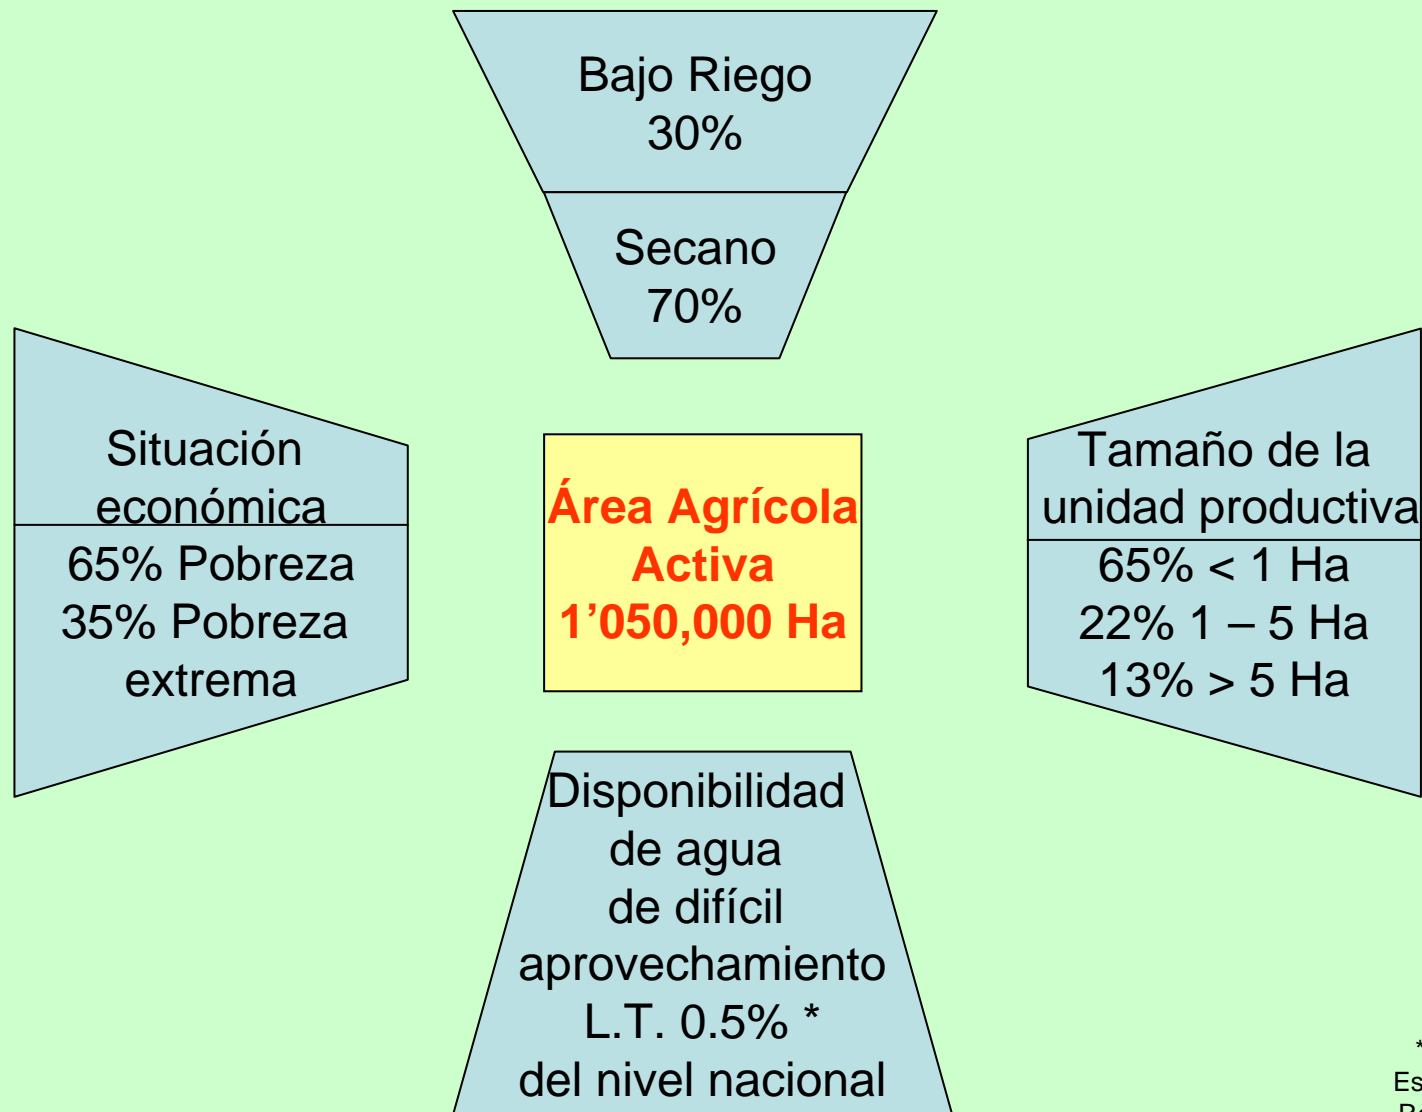 Bajo Riego
30%
Secano
70%
Situación
económica
65% Pobreza
35% Pobreza
extrema
Área Agrícola
Activa
1’050,000 Ha
Tamaño de la
unidad productiva
65% < 1 Ha
22% 1 – 5 Ha
13% > 5 Ha
Disponibilidad
de agua
de difícil
aprovechamiento
L.T. 0.5% *
del nivel nacional
*